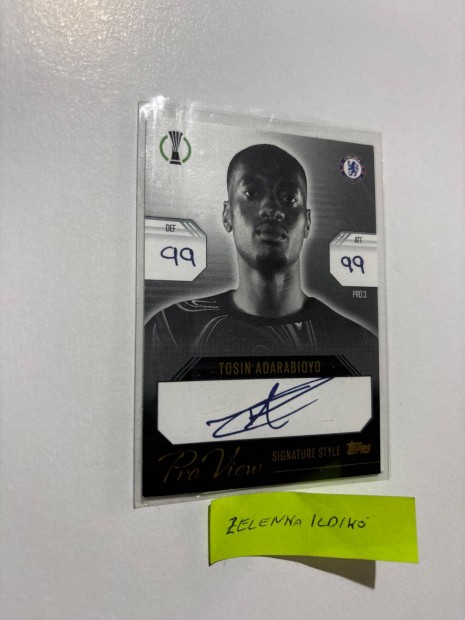 DEF
99
ATT
99
PRO 3
TOSIN ADARABIOYO
Pro View
SIGNATURE STYLE
Topps
ZELENNA ILDIKÓ